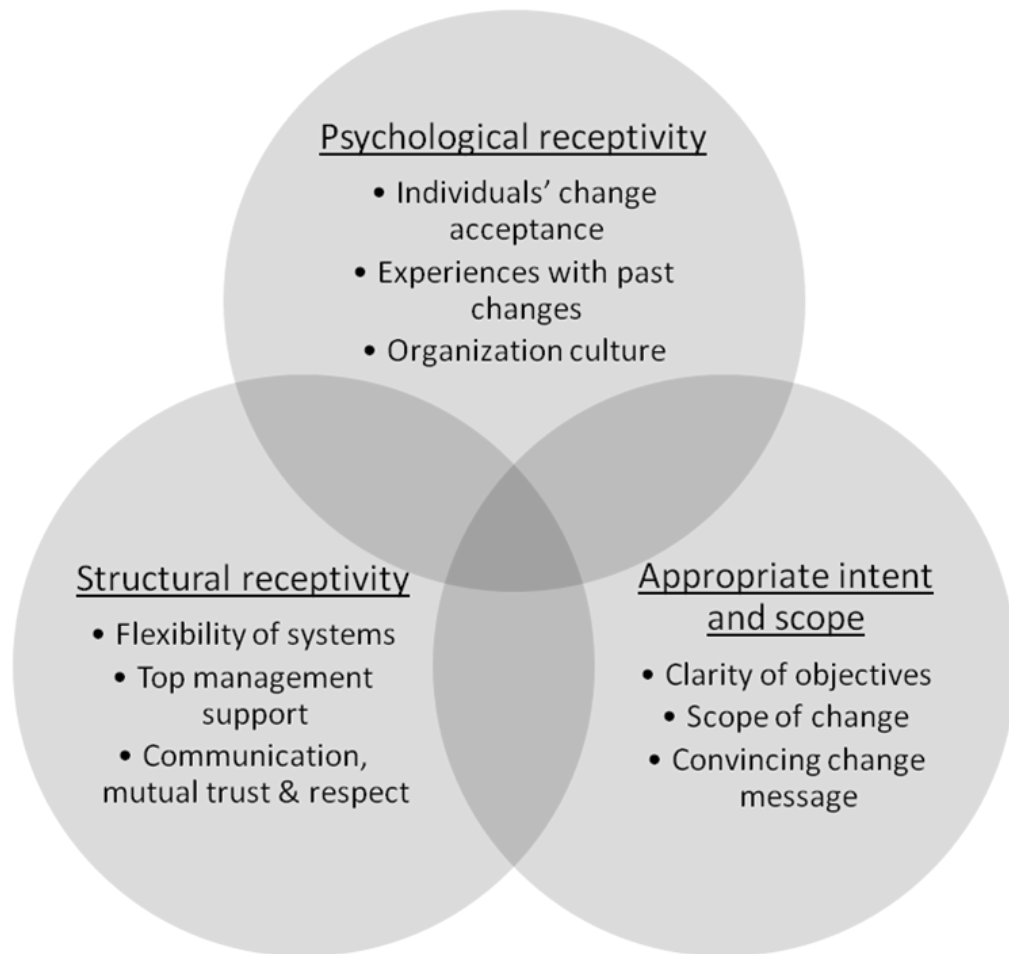 Psychological receptivity
• Individuals’ change
acceptance
• Experiences with past
changes
• Organization culture
Structural receptivity
• Flexibility of systems
• Top management
support
• Communication,
mutual trust & respect
Appropriate intent
and scope
• Clarity of objectives
• Scope of change
• Convincing change
message